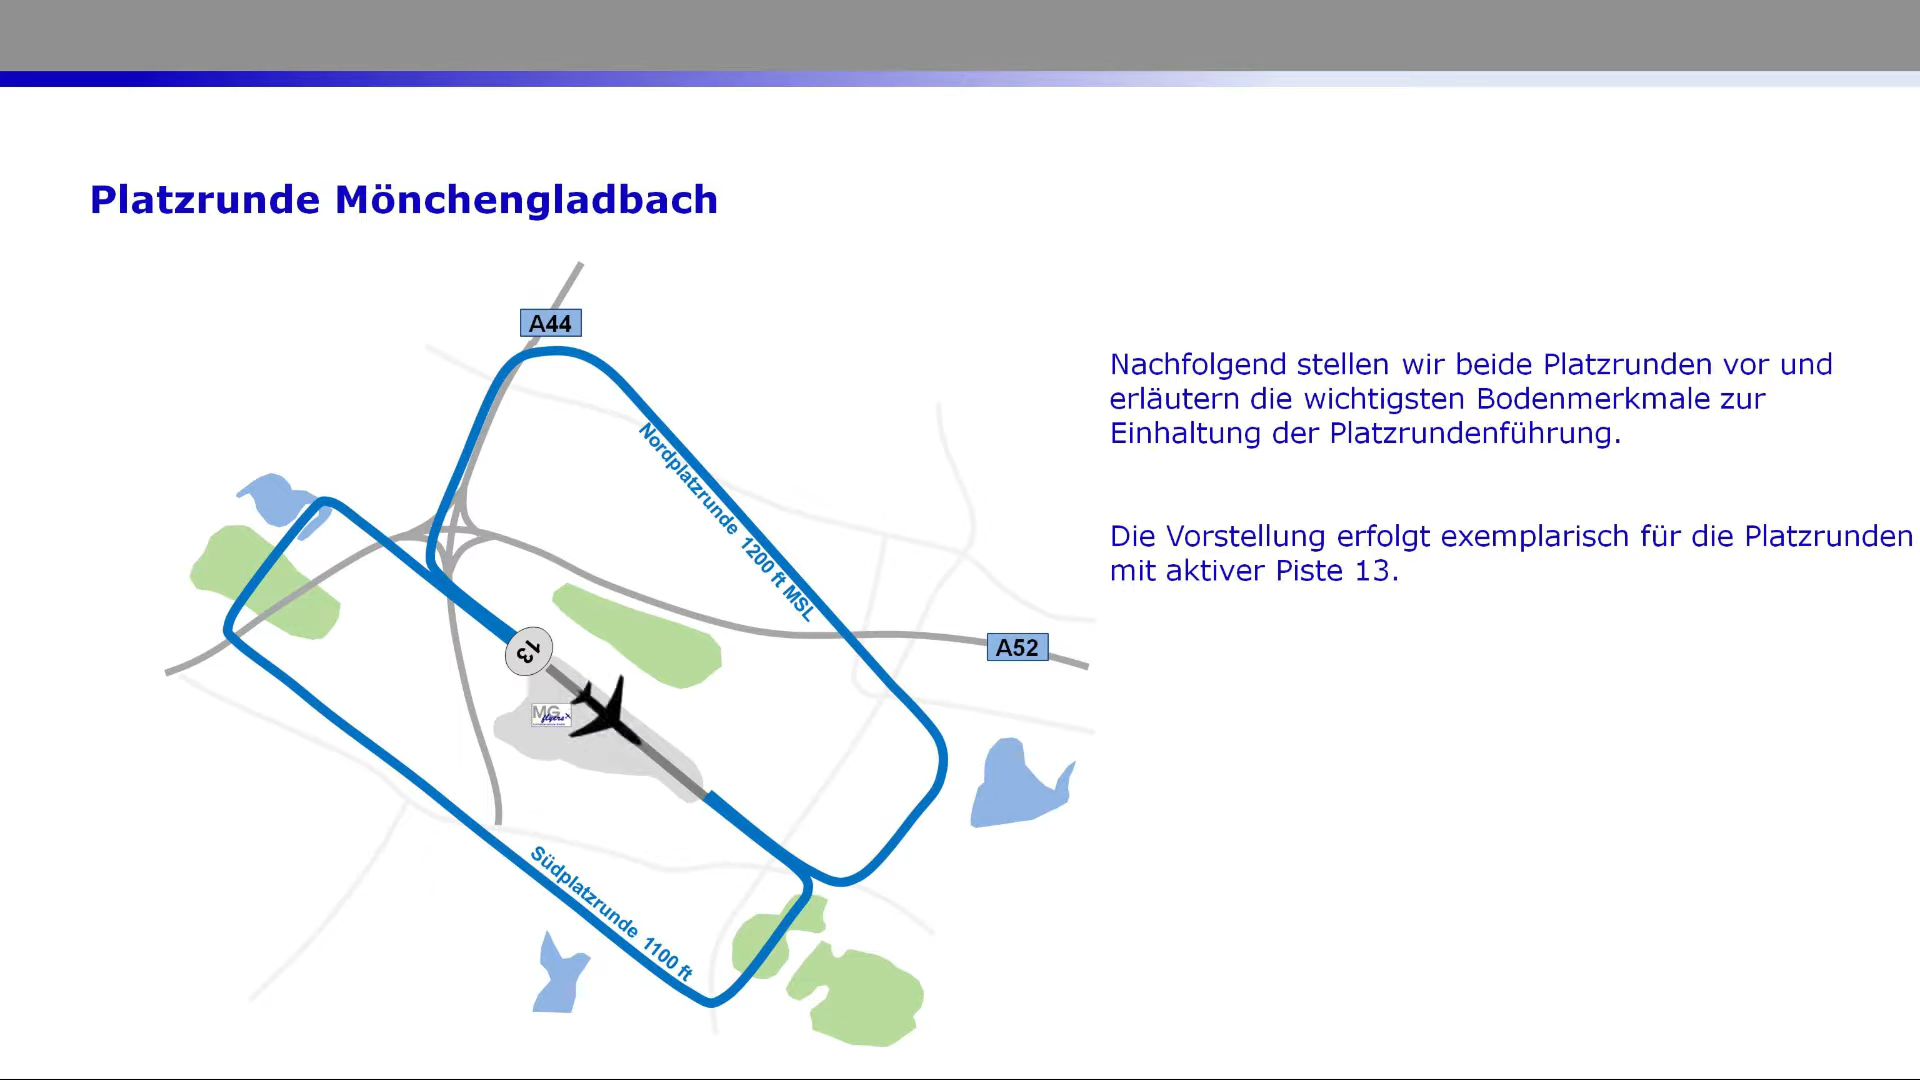 Platzrunde Mönchengladbach
A44
Nachfolgend stellen wir beide Platzrunden vor und
erläutern die wichtigsten Bodenmerkmale zur
Einhaltung der Platzrundenführung.
Nordplatzrunde 1200 ft MSL
Die Vorstellung erfolgt exemplarisch für die Platzrunden
mit aktiver Piste 13.
13
A52
MG
flyers
Südplatzrunde 1100 ft